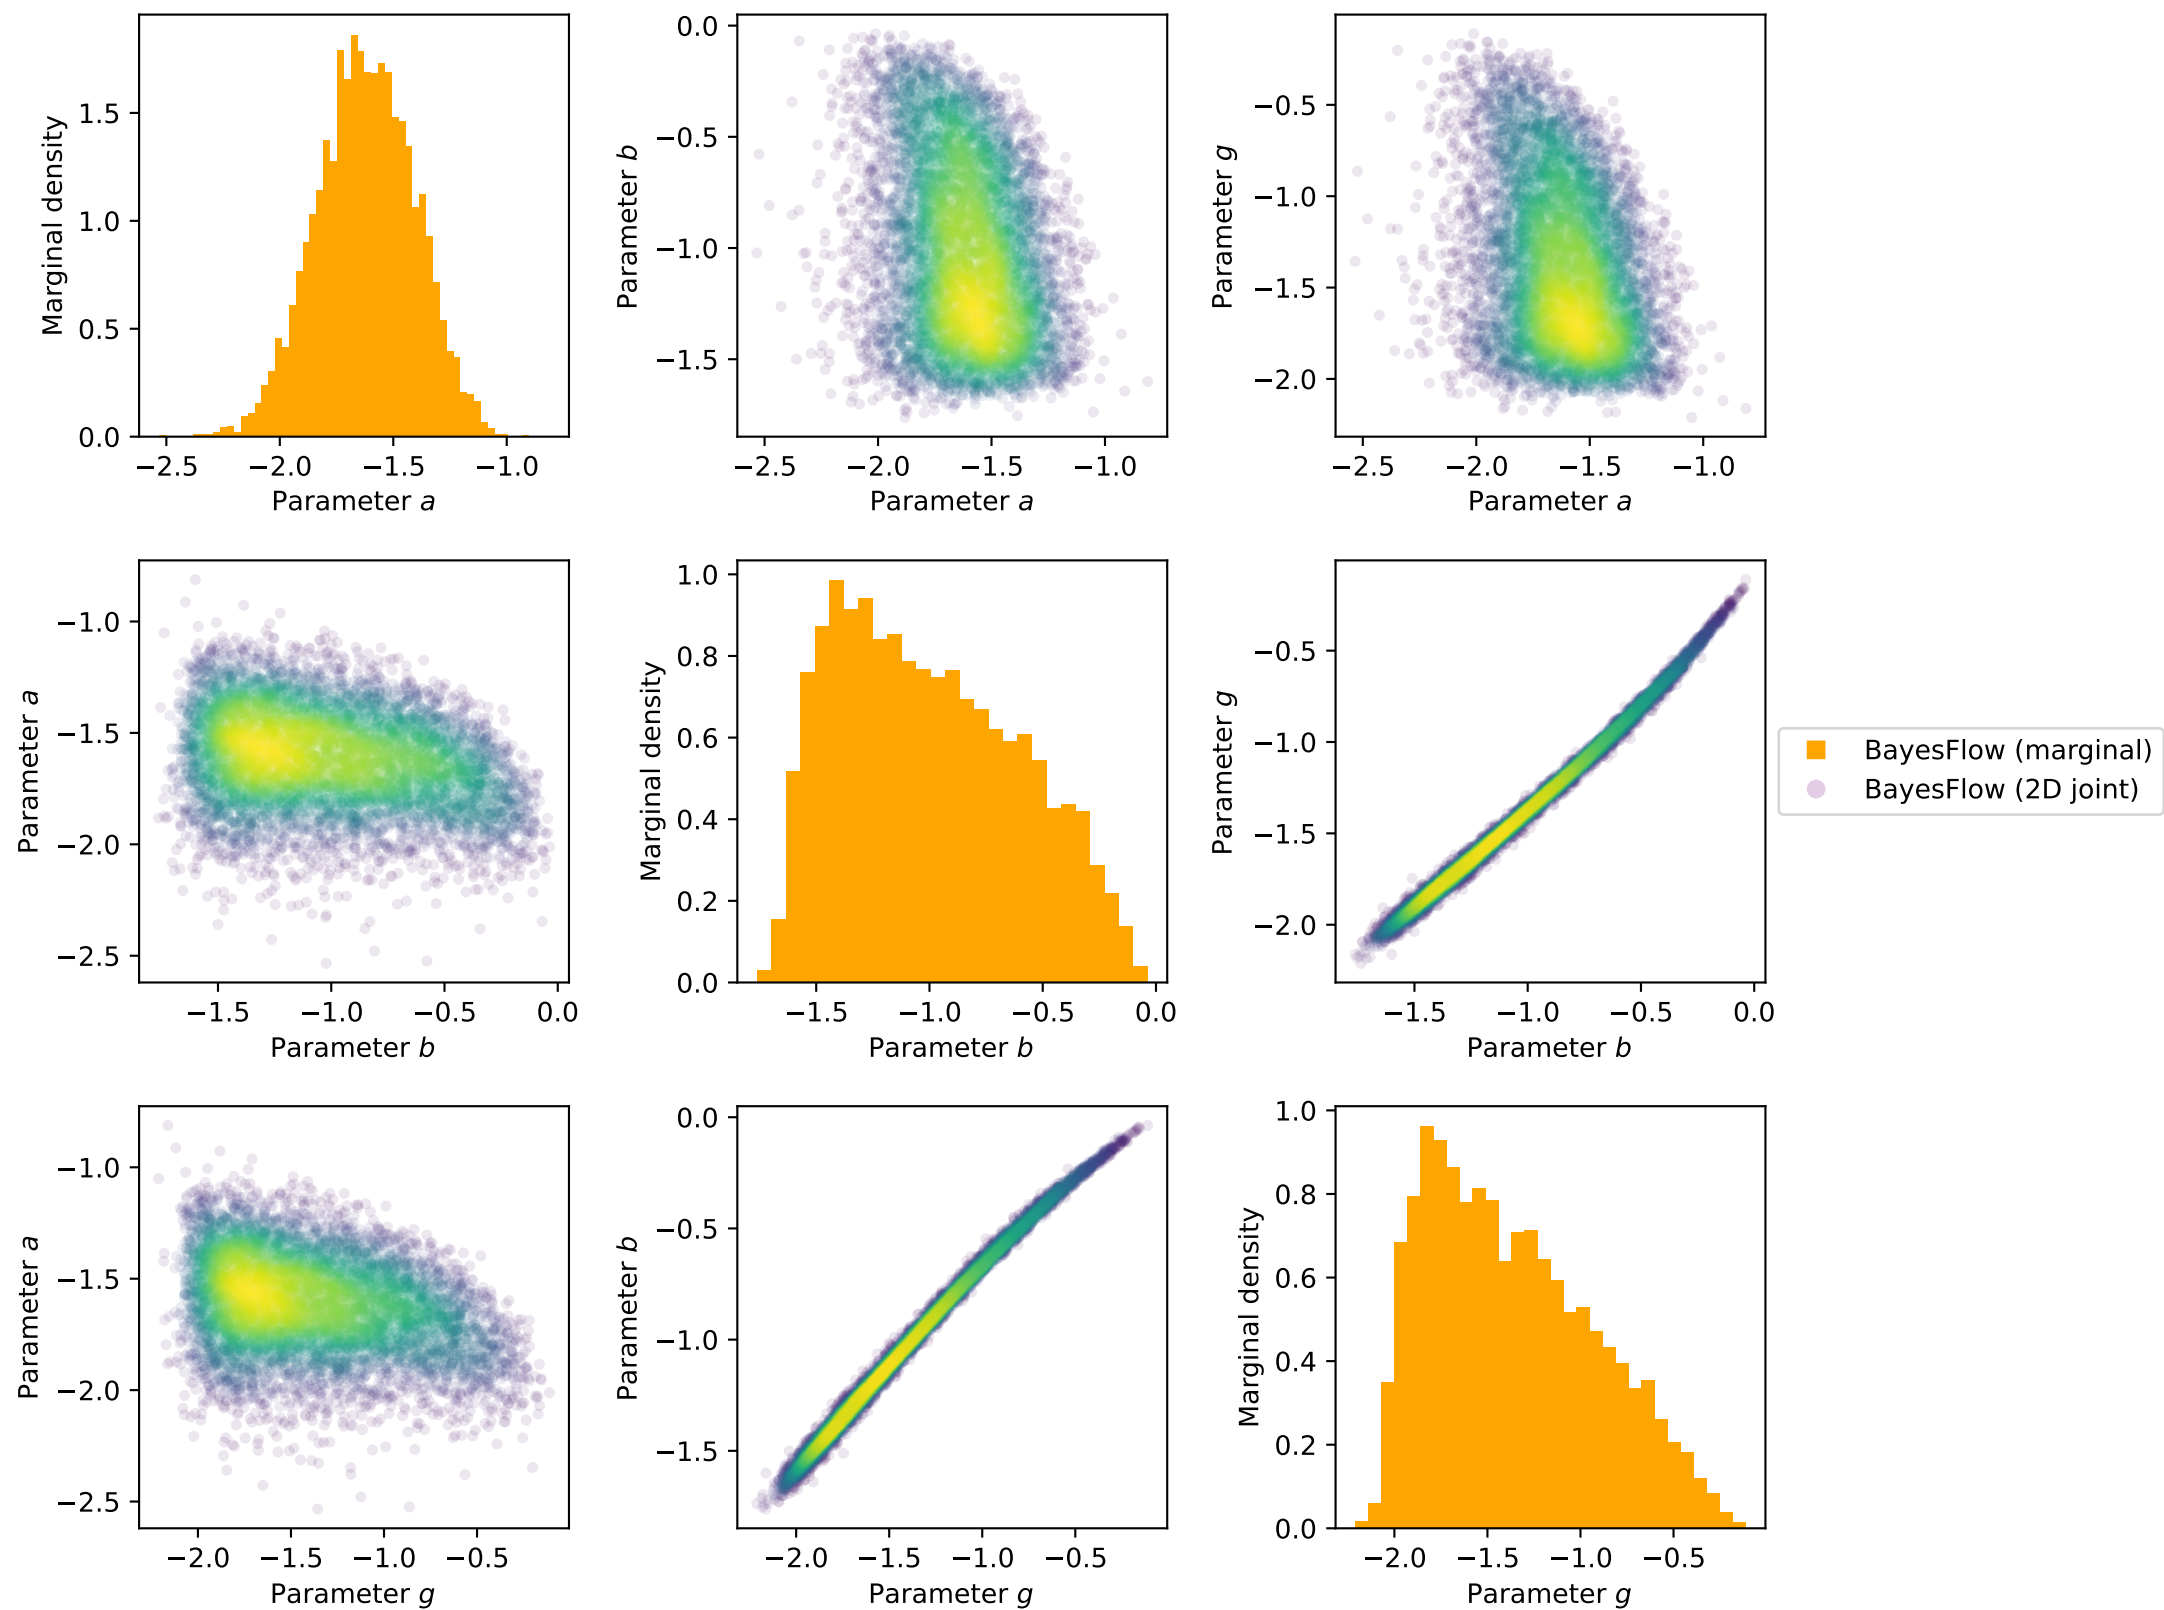 Marginal density
1.5
1.0
0.5
0.0
−2.5 −2.0 −1.5 −1.0
Parameter a
Parameter b
0.0
−0.5
−1.0
−1.5
−2.5 −2.0 −1.5 −1.0
Parameter a
Parameter g
−0.5
−1.0
−1.5
−2.0
−2.5 −2.0 −1.5 −1.0
Parameter a
Parameter a
−1.0
−1.5
−2.0
−2.5
−1.5 −1.0 −0.5 0.0
Parameter b
Marginal density
1.0
0.8
0.6
0.4
0.2
0.0
−1.5 −1.0 −0.5 0.0
Parameter b
Parameter g
−0.5
−1.0
−1.5
−2.0
−1.5 −1.0 −0.5 0.0
Parameter b
BayesFlow (marginal)
BayesFlow (2D joint)
Parameter a
−1.0
−1.5
−2.0
−2.5
−2.0 −1.5 −1.0 −0.5
Parameter g
Parameter b
0.0
−0.5
−1.0
−1.5
−2.0 −1.5 −1.0 −0.5
Parameter g
Marginal density
1.0
0.8
0.6
0.4
0.2
0.0
−2.0 −1.5 −1.0 −0.5
Parameter g